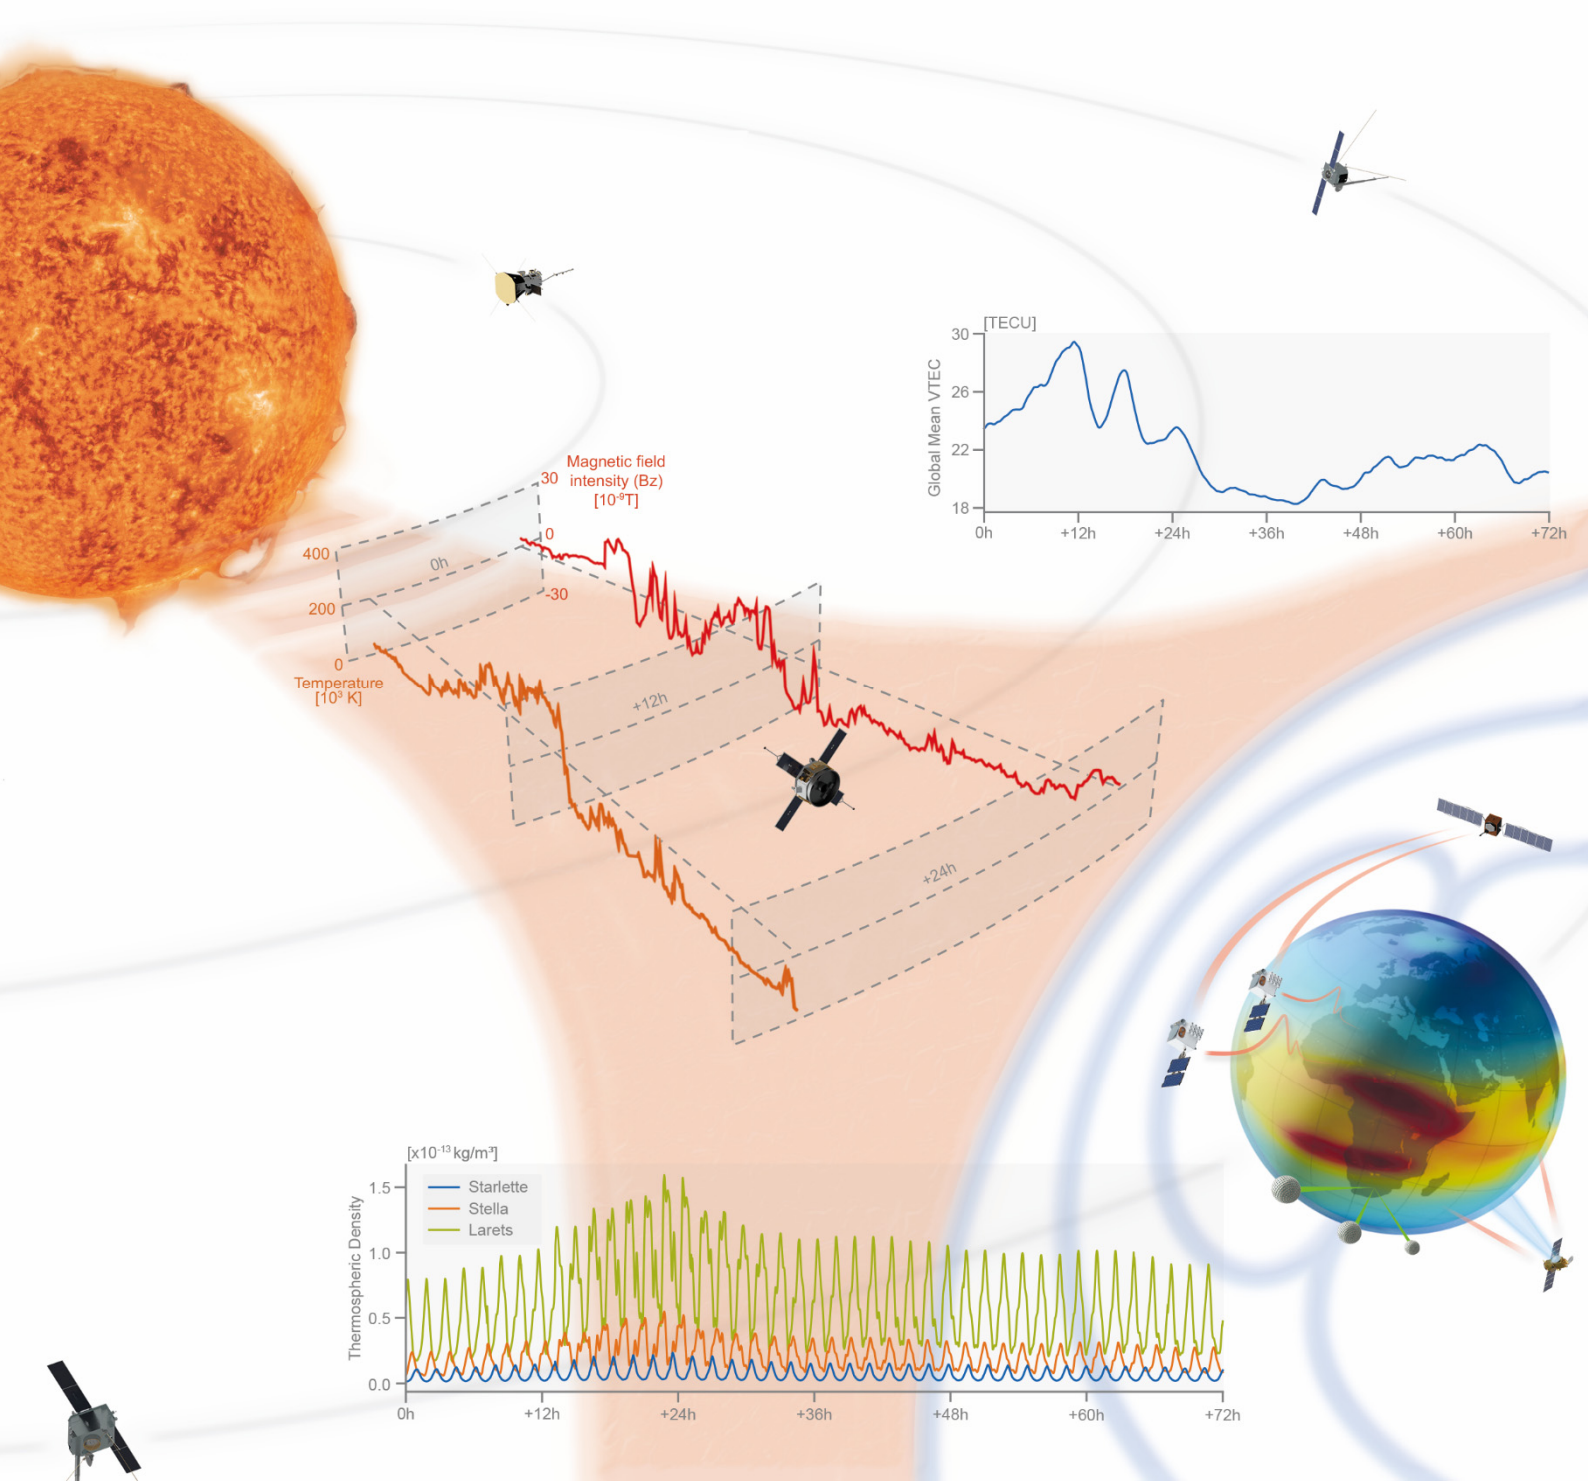 [TECU]
30
26
22
18
Global Mean VTEC
0h
+12h
+24h
+36h
+48h
+60h
+72h
Magnetic field
intensity (Bz)
[10⁻⁹T]
30
0
-30
400
200
0
Temperature
[10³ K]
0h
+12h
+24h
[x10⁻¹³ kg/m³]
Starlette
Stella
Larets
1.5
1.0
0.5
0.0
Thermospheric Density
0h
+12h
+24h
+36h
+48h
+60h
+72h